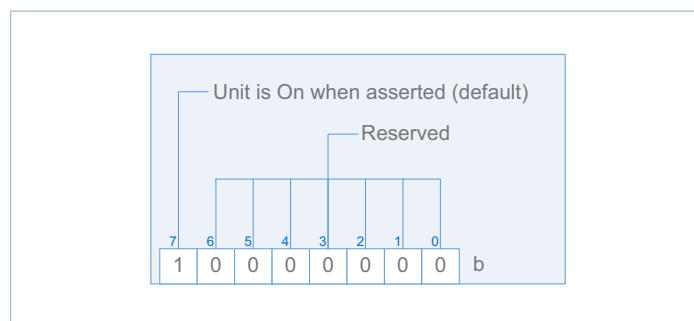 Unit is On when asserted (default)
Reserved
7 6 5 4 3 2 1 0
1 0 0 0 0 0 0 0 b